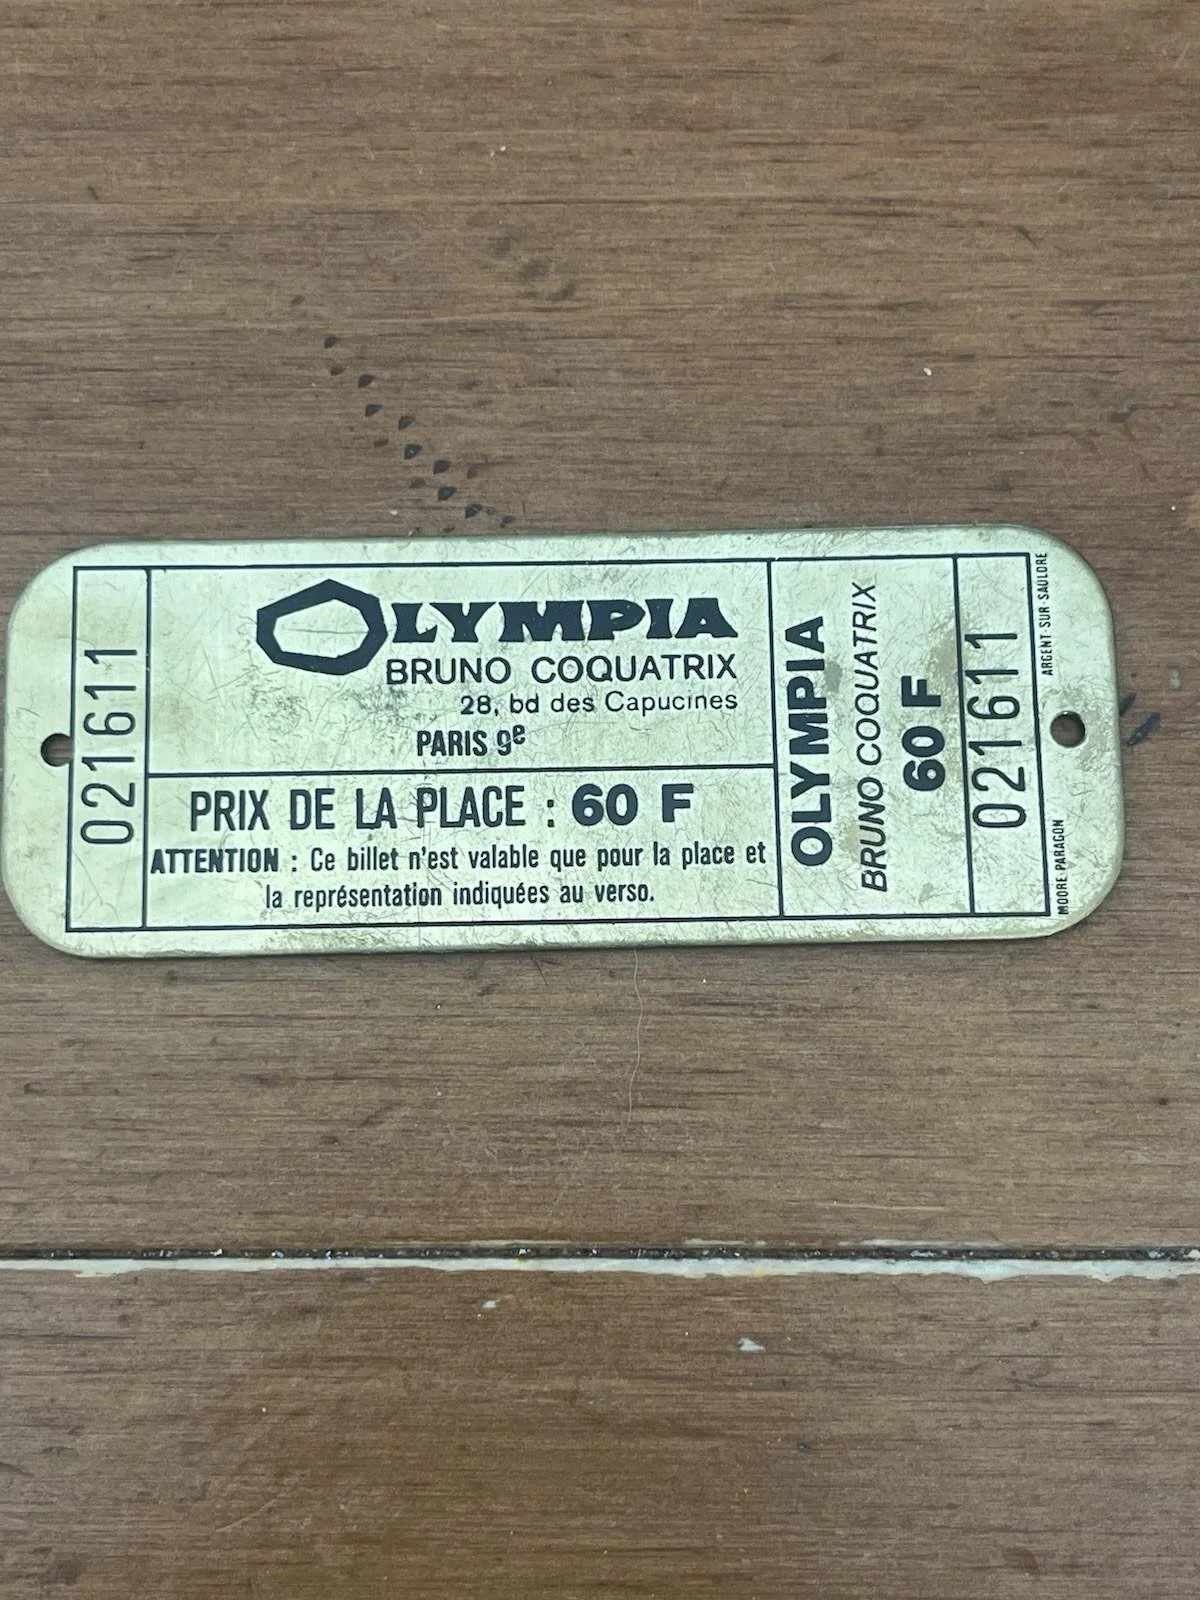 021611
OLYMPIA
BRUNO COQUATRIX
28, bd des Capucines
PARIS 9e
PRIX DE LA PLACE : 60 F
ATTENTION : Ce billet n'est valable que pour la place et
la représentation indiquées au verso.
OLYMPIA
BRUNO COQUATRIX
60 F
021611
MOORE PARAGON
ARGENT-SUR-SAULDRE